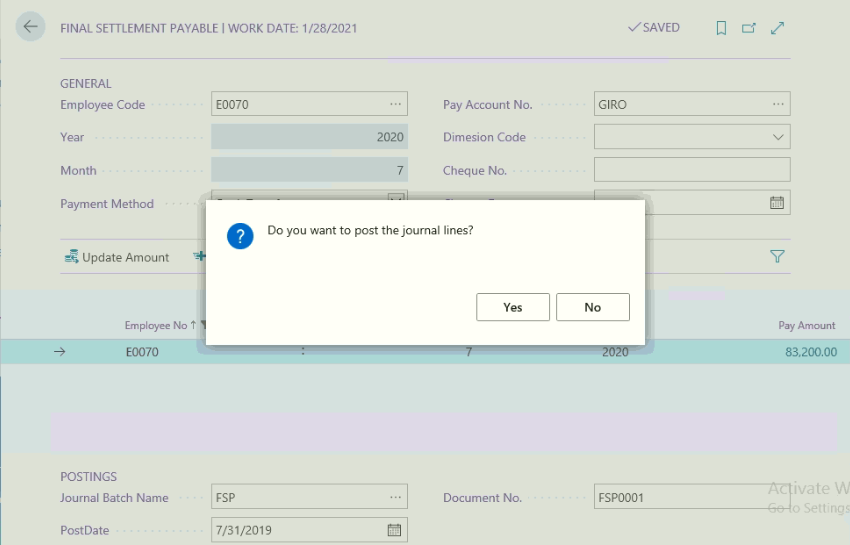 FINAL SETTLEMENT PAYABLE | WORK DATE: 1/28/2021
SAVED
GENERAL
Employee Code E0070
Pay Account No. GIRO
Year 2020
Dimesion Code
Month 7
Cheque No.
Payment Method
Do you want to post the journal lines?
Update Amount
Yes No
Employee No Pay Amount
E0070 7 2020 83,200.00
POSTINGS
Journal Batch Name FSP
Document No. FSP0001
Activate W
Go to Settings
PostDate 7/31/2019